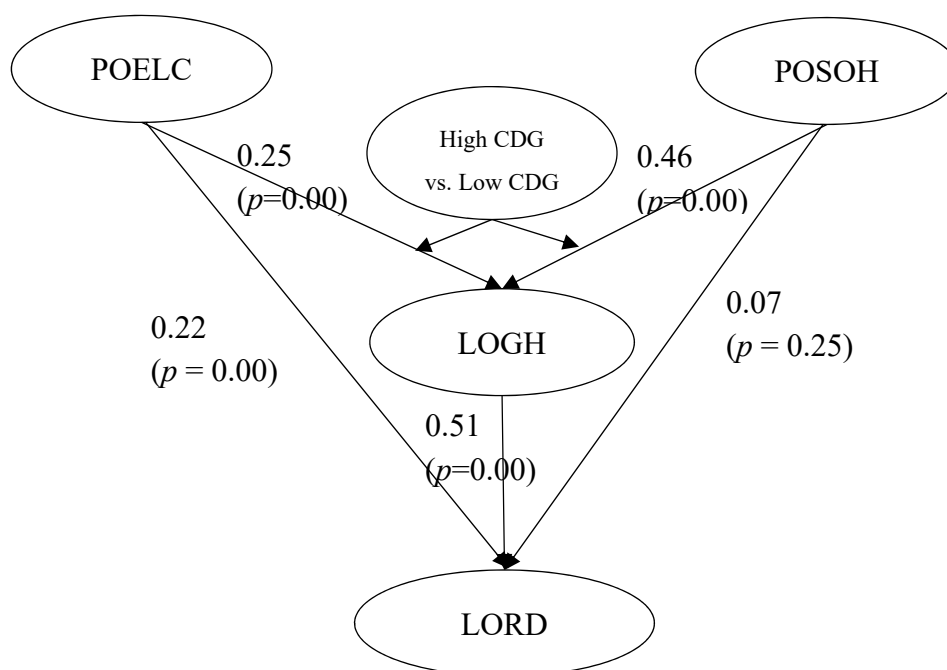 POELC
POSOH
High CDG
vs. Low CDG
0.25
(p=0.00)
0.46
(p=0.00)
0.22
(p = 0.00)
0.07
(p = 0.25)
LOGH
0.51
(p=0.00)
LORD